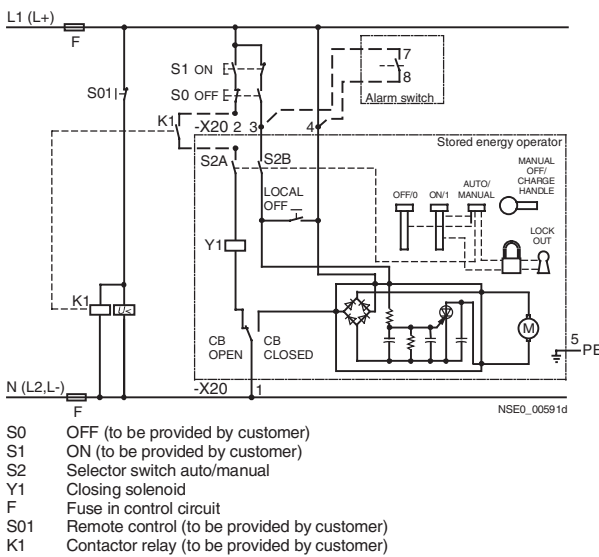 L1 (L+)
F
S1 ON
S0 OFF
S01
7
8
Alarm switch
K1
-X20 2 3 4
Stored energy operator
S2A
S2B
MANUAL
OFF/
CHARGE
HANDLE
AUTO/
MANUAL
OFF/0
ON/1
LOCAL
OFF
LOCK
OUT
Y1
K1
U<
CB
OPEN
CB
CLOSED
M
5
PE
N (L2,L-)
-X20
1
F
NSE0_00591d
S0 OFF (to be provided by customer)
S1 ON (to be provided by customer)
S2 Selector switch auto/manual
Y1 Closing solenoid
F Fuse in control circuit
S01 Remote control (to be provided by customer)
K1 Contactor relay (to be provided by customer)